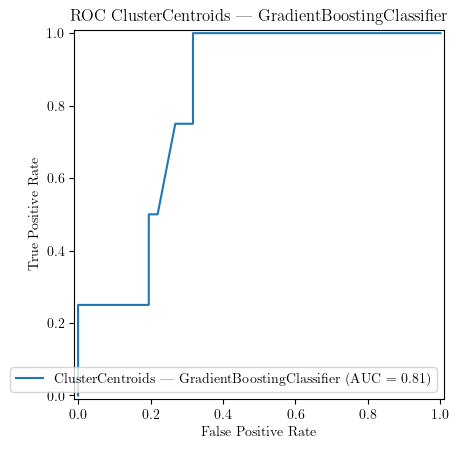 ROC ClusterCentroids — GradientBoostingClassifier
1.0
0.8
0.6
0.4
0.2
0.0
True Positive Rate
ClusterCentroids — GradientBoostingClassifier (AUC = 0.81)
0.0 0.2 0.4 0.6 0.8 1.0
False Positive Rate